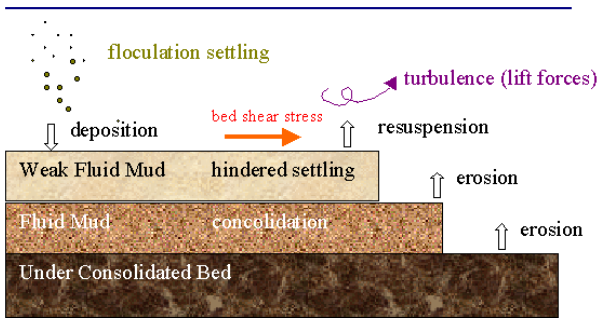 floculation settling
turbulence (lift forces)
bed shear stress
deposition
resuspension
Weak Fluid Mud hindered settling
erosion
Fluid Mud concolidation
erosion
Under Consolidated Bed